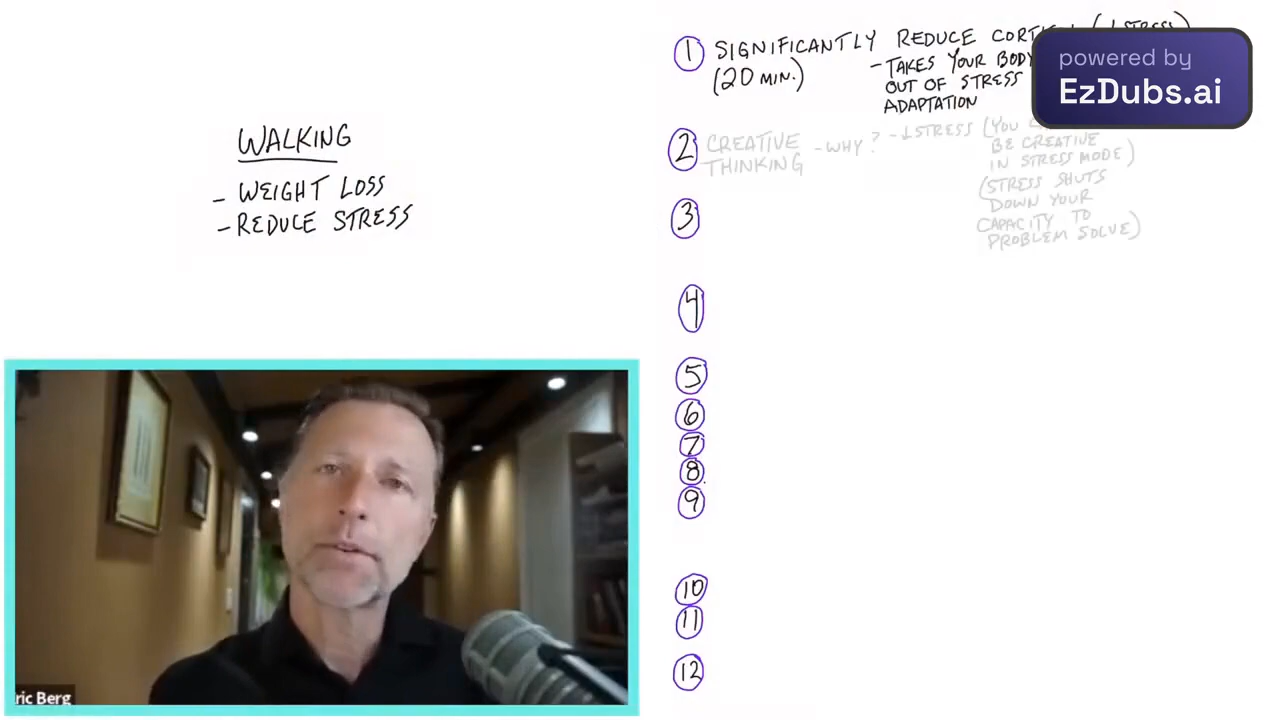 WALKING
- WEIGHT LOSS
- REDUCE STRESS
1 SIGNIFICANTLY REDUCE (↓STRESS)
(20 MIN.)
- TAKES YOUR BODY
OUT OF STRESS
ADAPTATION
2 CREATIVE THINKING - WHY? - ↓STRESS (YOU
BE CREATIVE
IN STRESS MODE)
(STRESS SHUTS
DOWN YOUR
CAPACITY TO
PROBLEM SOLVE)
3
4
5
6
7
8
9
10
11
12
powered by
EzDubs.ai
ric Berg